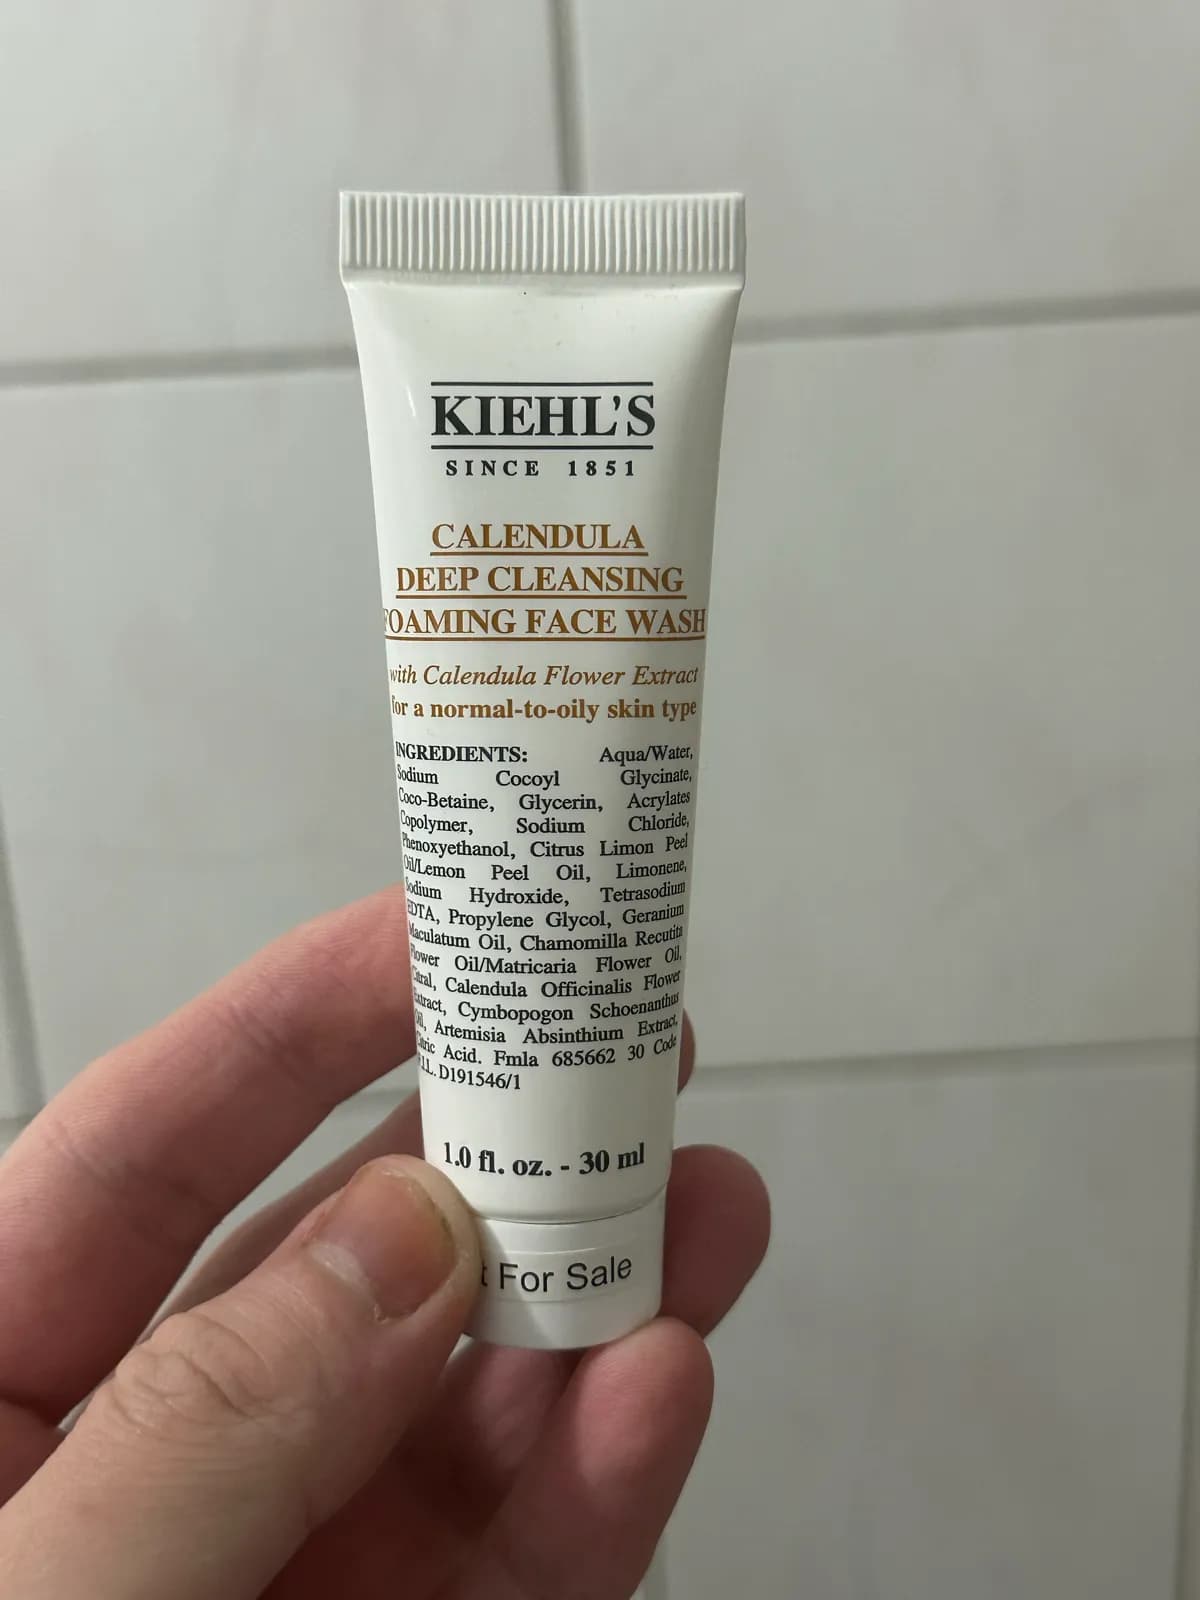 KIEHL'S
SINCE 1851
CALENDULA
DEEP CLEANSING
FOAMING FACE WASH
with Calendula Flower Extract
for a normal-to-oily skin type
INGREDIENTS: Aqua/Water,
Sodium Cocoyl Glycinate,
Coco-Betaine, Glycerin, Acrylates
Copolymer, Sodium Chloride,
Phenoxyethanol, Citrus Limon Peel
Oil/Lemon Peel Oil, Limonene,
Sodium Hydroxide, Tetrasodium
EDTA, Propylene Glycol, Geranium
Maculatum Oil, Chamomilla Recutita
Flower Oil/Matricaria Flower Oil,
Citral, Calendula Officinalis Flower
Extract, Cymbopogon Schoenanthus
Oil, Artemisia Absinthium Extract,
Citric Acid. Fmla 685662 30 Code
F.I.L. D191546/1
1.0 fl. oz. - 30 ml
t For Sale